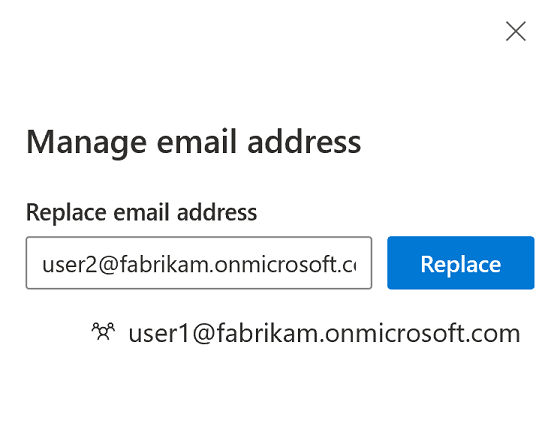 Manage email address
Replace email address
user2@fabrikam.onmicrosoft.c
Replace
user1@fabrikam.onmicrosoft.com